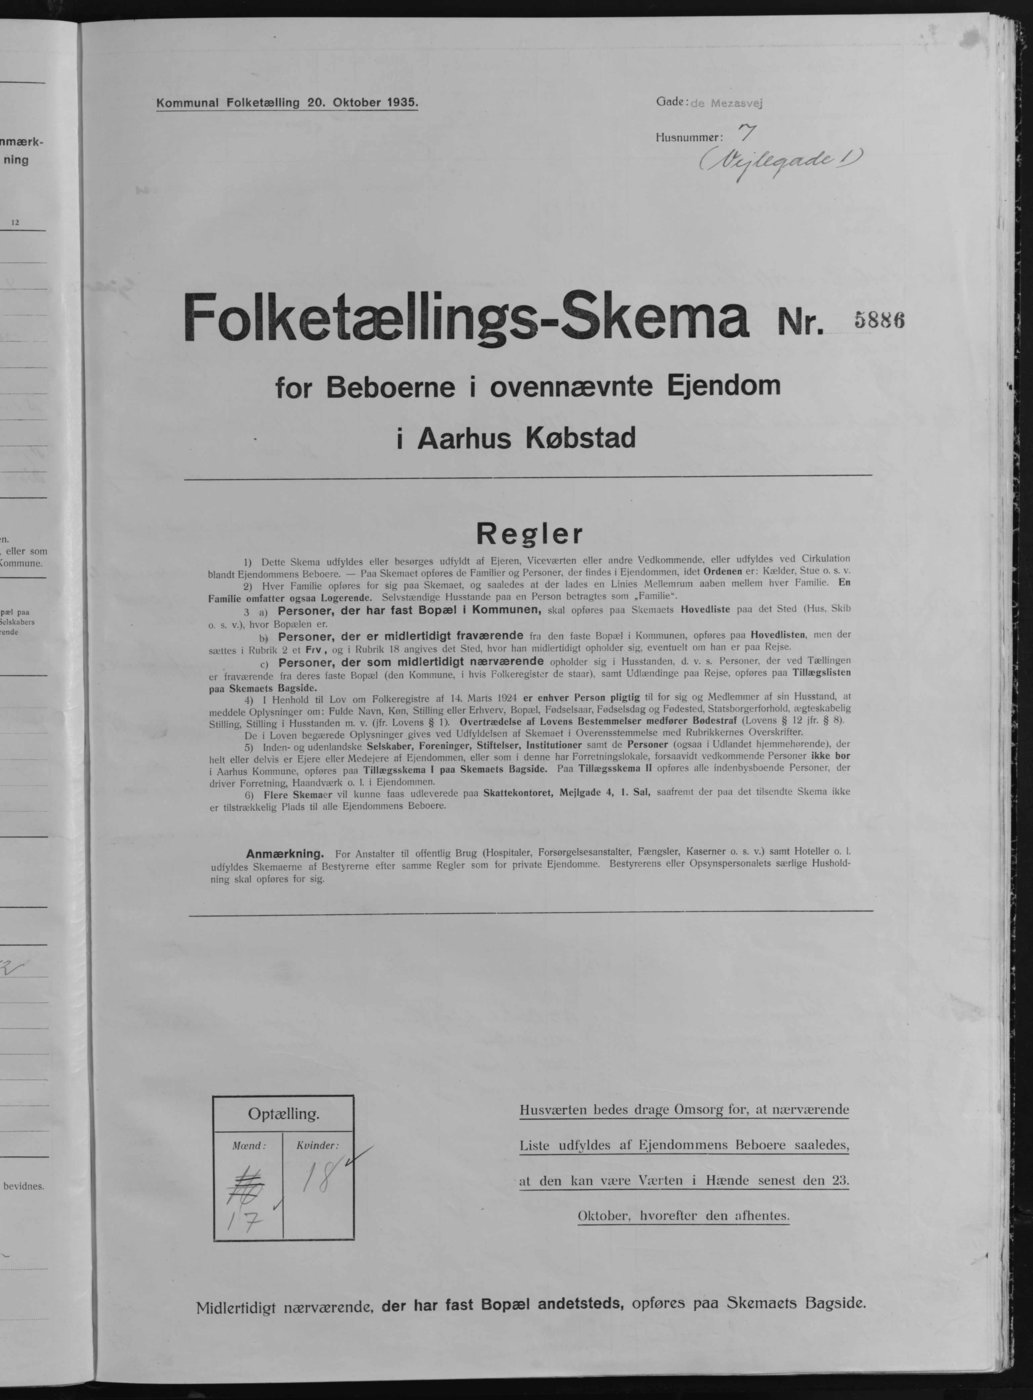 nmærk-
ning
12
en.
, eller som
Kommune.
pæl paa
Selskabers
rende
bevidnes.
Kommunal Folketælling 20. Oktober 1935.
Gade: de Mezasvej
Husnummer: 7
(Vejlegade 1)
Folketællings-Skema Nr. 5886
for Beboerne i ovennævnte Ejendom
i Aarhus Købstad
Regler
1) Dette Skema udfyldes eller besørges udfyldt af Ejeren, Viceværten eller andre Vedkommende, eller udfyldes ved Cirkulation
blandt Ejendommens Beboere. — Paa Skemaet opføres de Familier og Personer, der findes i Ejendommen, idet Ordenen er: Kælder, Stue o. s. v.
2) Hver Familie opføres for sig paa Skemaet, og saaledes at der lades en Linies Mellemrum aaben mellem hver Familie. En
Familie omfatter ogsaa Logerende. Selvstændige Husstande paa en Person betragtes som „Familie“.
3 a) Personer, der har fast Bopæl i Kommunen, skal opføres paa Skemaets Hovedliste paa det Sted (Hus, Skib
o. s. v.), hvor Bopælen er.
b) Personer, der er midlertidigt fraværende fra den faste Bopæl i Kommunen, opføres paa Hovedlisten, men der
sættes i Rubrik 2 et Frv, og i Rubrik 18 angives det Sted, hvor han midlertidigt opholder sig, eventuelt om han er paa Rejse.
c) Personer, der som midlertidigt nærværende opholder sig i Husstanden, d. v. s. Personer, der ved Tællingen
er fraværende fra deres faste Bopæl (den Kommune, i hvis Folkeregister de staar), samt Udlændinge paa Rejse, opføres paa Tillægslisten
paa Skemaets Bagside.
4) I Henhold til Lov om Folkeregistre af 14. Marts 1924 er enhver Person pligtig til for sig og Medlemmer af sin Husstand, at
meddele Oplysninger om: Fulde Navn, Køn, Stilling eller Erhverv, Bopæl, Fødselsaar, Fødselsdag og Fødested, Statsborgerforhold, ægteskabelig
Stilling, Stilling i Husstanden m. v. (jfr. Lovens § 1). Overtrædelse af Lovens Bestemmelser medfører Bødestraf (Lovens § 12 jfr. § 8).
De i Loven begærede Oplysninger gives ved Udfyldelsen af Skemaet i Overensstemmelse med Rubrikkernes Overskrifter.
5) Inden- og udenlandske Selskaber, Foreninger, Stiftelser, Institutioner samt de Personer (ogsaa i Udlandet hjemmehørende), der
helt eller delvis er Ejere eller Medejere af Ejendommen, eller som i denne har Forretningslokale, forsaavidt vedkommende Personer ikke bor
i Aarhus Kommune, opføres paa Tillægsskema I paa Skemaets Bagside. Paa Tillægsskema II opføres alle indenbysboende Personer, der
driver Forretning, Haandværk o. l. i Ejendommen.
6) Flere Skemaer vil kunne faas udleverede paa Skattekontoret, Mejlgade 4, 1. Sal, saafremt der paa det tilsendte Skema ikke
er tilstrækkelig Plads til alle Ejendommens Beboere.
Anmærkning. For Anstalter til offentlig Brug (Hospitaler, Forsørgelsesanstalter, Fængsler, Kaserner o. s. v.) samt Hoteller o. l.
udfyldes Skemaerne af Bestyrerne efter samme Regler som for private Ejendomme. Bestyrerens eller Opsynspersonalets særlige Hushold-
ning skal opføres for sig.
Optælling.
Mænd: Kvinder:
18
17
Husværten bedes drage Omsorg for, at nærværende
Liste udfyldes af Ejendommens Beboere saaledes,
at den kan være Værten i Hænde senest den 23.
Oktober, hvorefter den afhentes.
Midlertidigt nærværende, der har fast Bopæl andetsteds, opføres paa Skemaets Bagside.